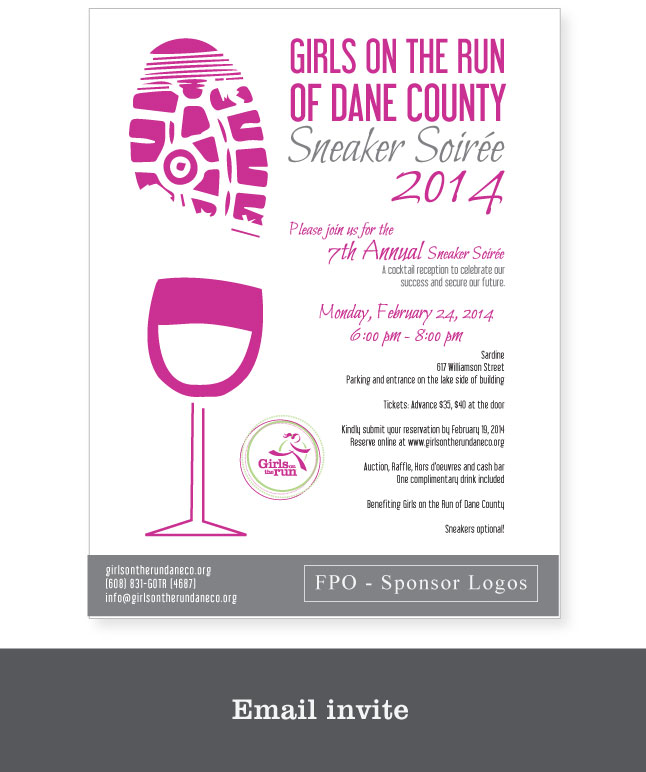 GIRLS ON THE RUN
OF DANE COUNTY
Sneaker Soirée
2014
Please join us for the
7th Annual Sneaker Soirée
A cocktail reception to celebrate our
success and secure our future.
Monday, February 24, 2014
6:00 pm - 8:00 pm
Sardine
617 Williamson Street
Parking and entrance on the lake side of building
Tickets: Advance $35, $40 at the door
Kindly submit your reservation by February 19, 2014
Reserve online at www.girlsontherundaneco.org
Auction, Raffle, Hors d'oeuvres and cash bar
One complimentary drink included
Benefiting Girls on the Run of Dane County
Sneakers optional!
Girls on
the run
girlsontherundaneco.org
(608) 831-GOTR (4687)
info@girlsontherundaneco.org
FPO - Sponsor Logos
Email invite